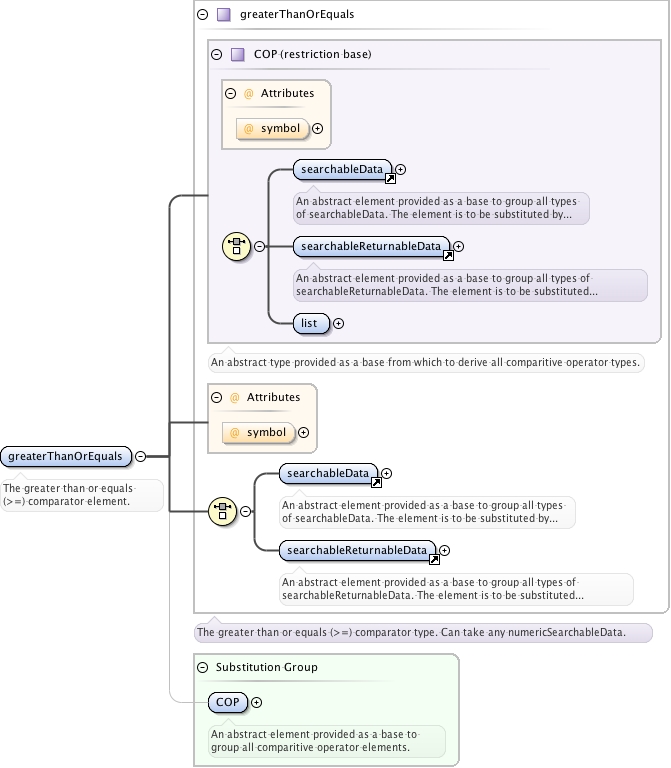 greaterThanOrEquals
COP (restriction base)
@ Attributes
@ symbol
searchableData
An abstract element provided as a base to group all types
of searchableData. The element is to be substituted by...
searchableReturnableData
An abstract element provided as a base to group all types of
searchableReturnableData. The element is to be substituted...
list
An abstract type provided as a base from which to derive all comparitive operator types.
@ Attributes
@ symbol
greaterThanOrEquals
The greater than or equals
(>=) comparator element.
searchableData
An abstract element provided as a base to group all types
of searchableData. The element is to be substituted by...
searchableReturnableData
An abstract element provided as a base to group all types of
searchableReturnableData. The element is to be substituted...
The greater than or equals (>=) comparator type. Can take any numericSearchableData.
Substitution Group
COP
An abstract element provided as a base to
group all comparitive operator elements.